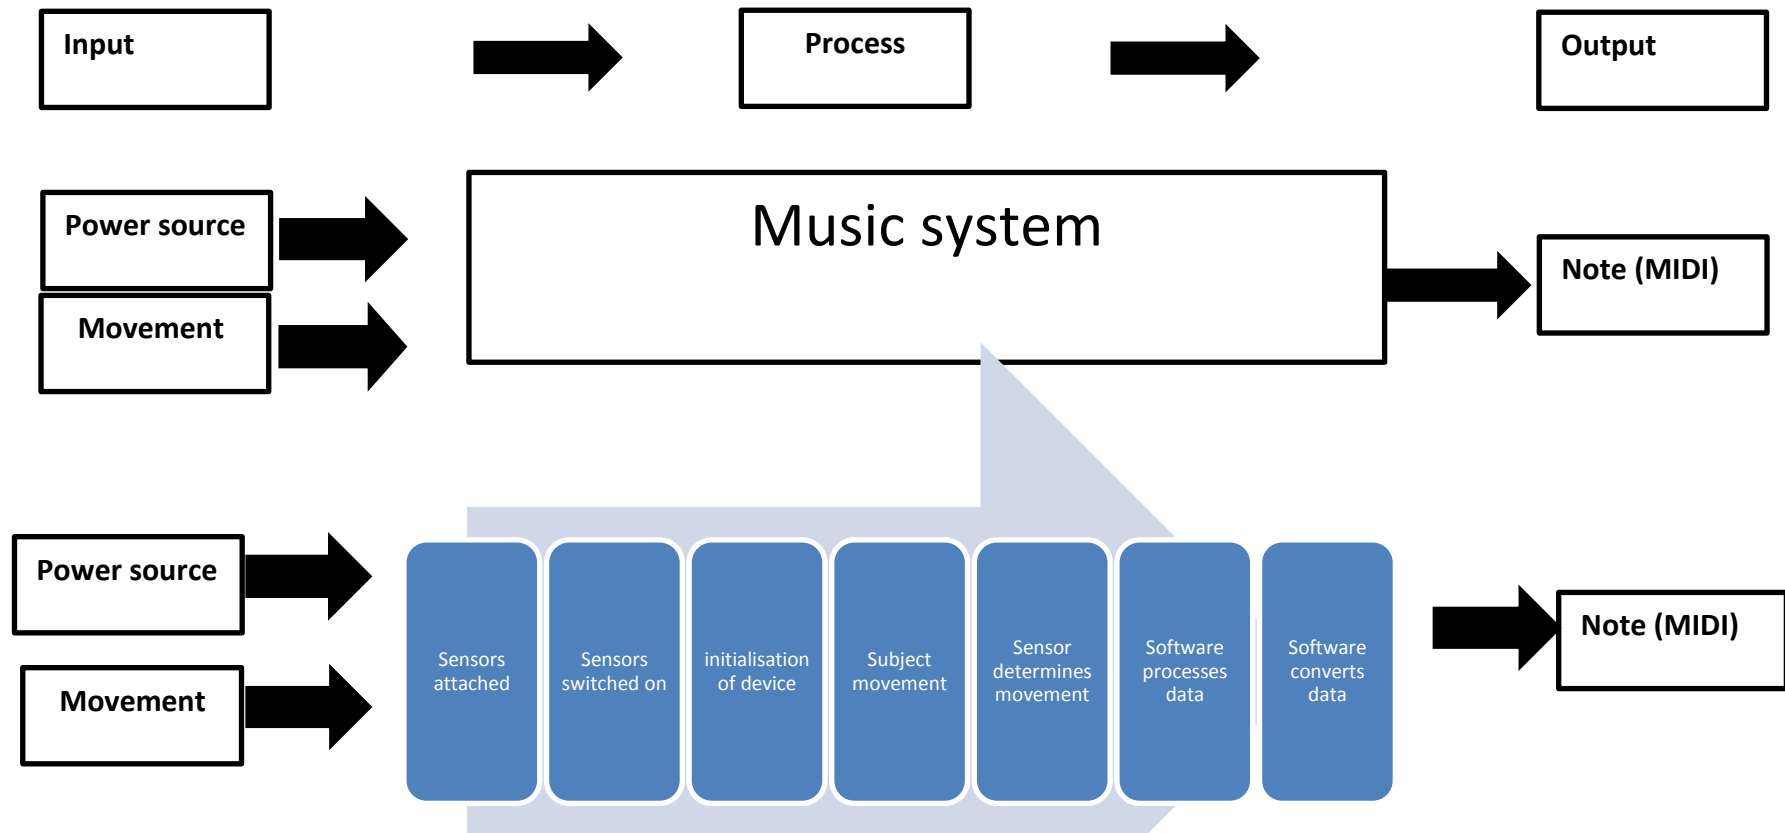 Input
Process
Output
Power source
Music system
Note (MIDI)
Movement
Power source
Movement
Sensors
attached
Sensors
switched on
initialisation
of device
Subject
movement
Sensor
determines
movement
Software
processes
data
Software
converts
data
Note (MIDI)